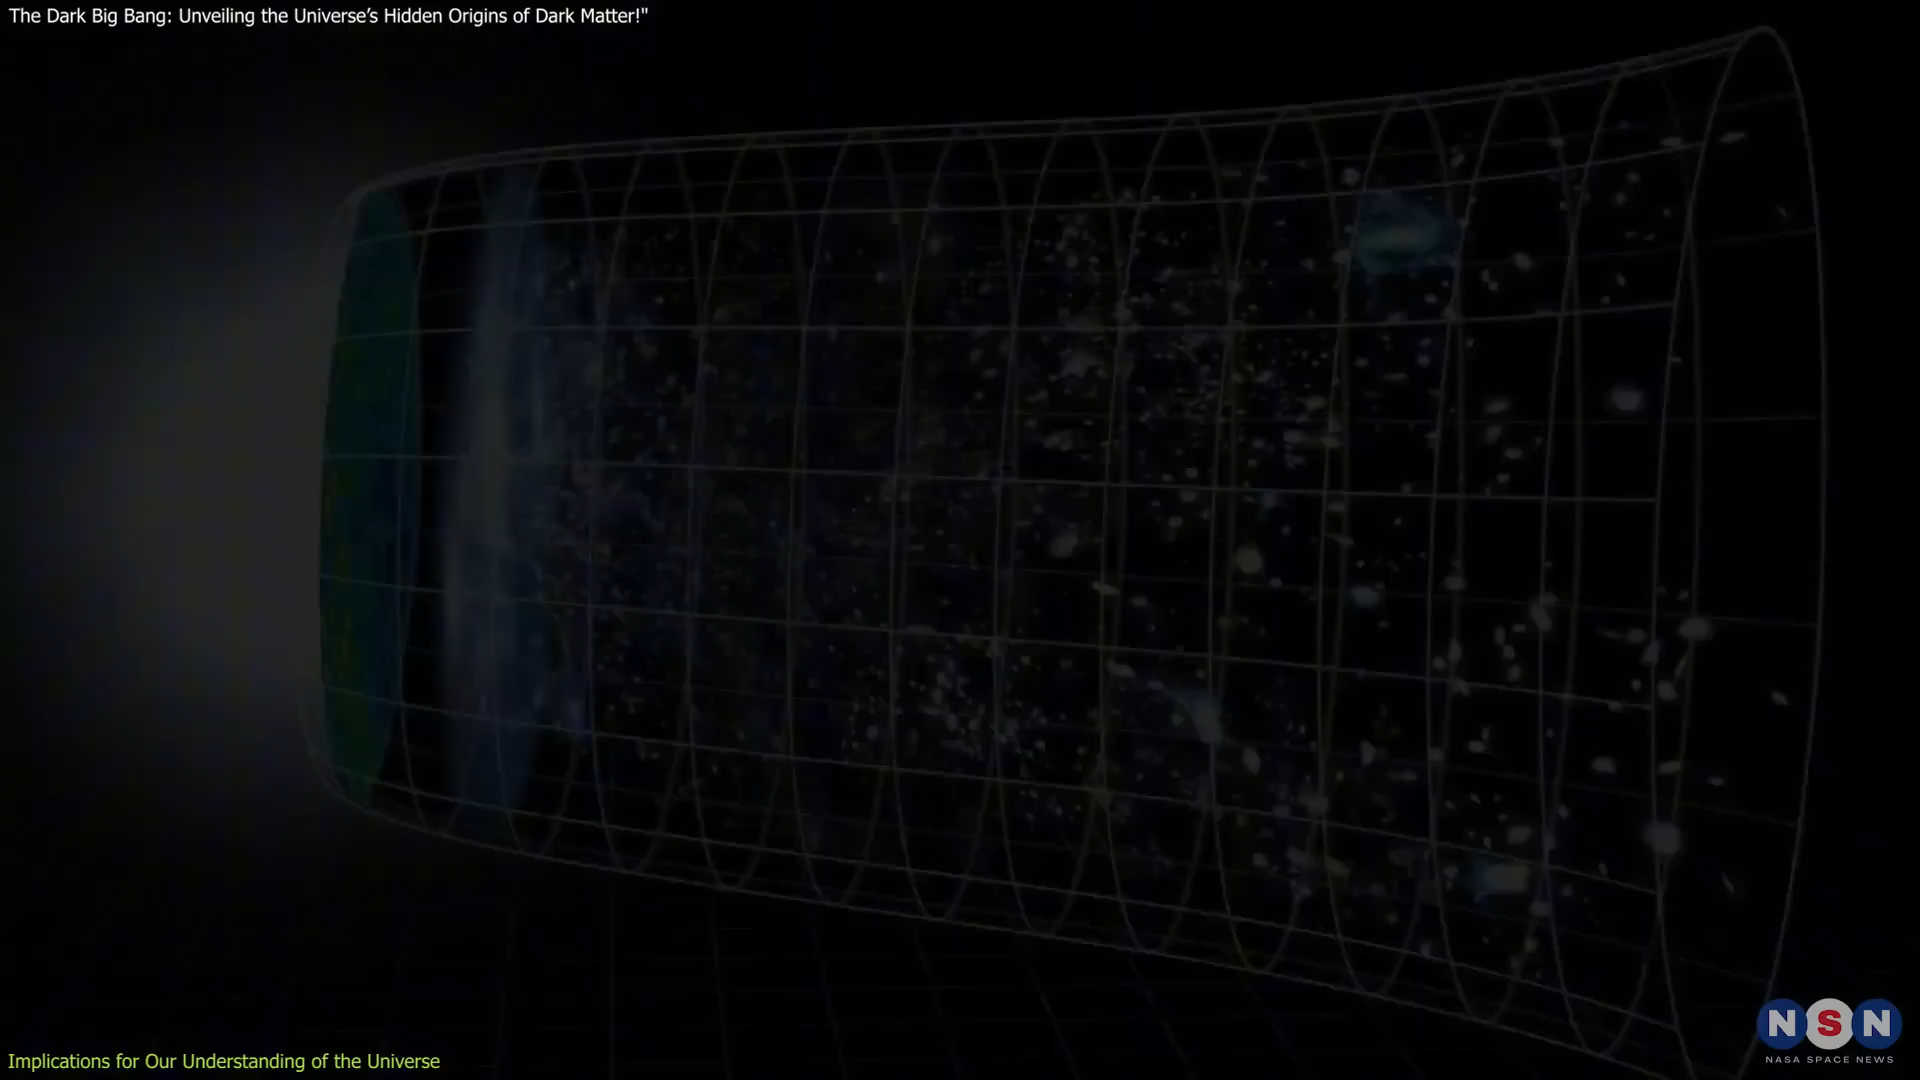 The Dark Big Bang: Unveiling the Universe’s Hidden Origins of Dark Matter!"
Implications for Our Understanding of the Universe
NSN
NASA SPACE NEWS